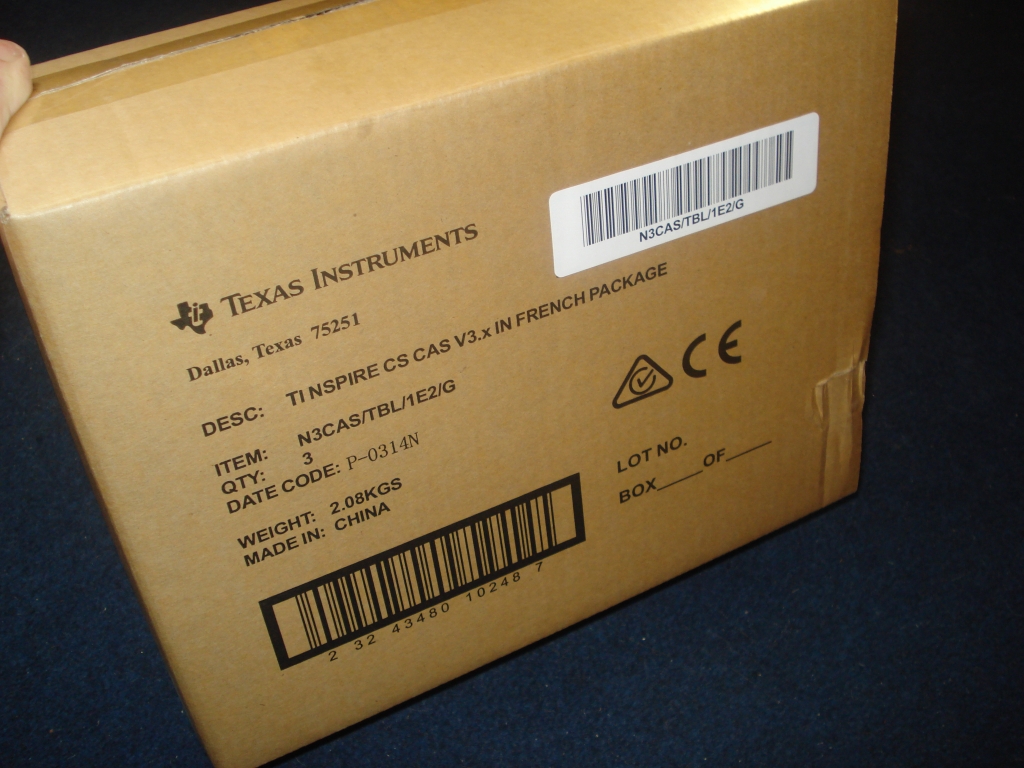 N3CAS/TBL/1E2/G
TEXAS INSTRUMENTS
Dallas, Texas 75251
DESC: TI NSPIRE CS CAS V3.x IN FRENCH PACKAGE
ITEM: N3CAS/TBL/1E2/G
QTY: 3
DATE CODE: P-0314N
WEIGHT: 2.08KGS
MADE IN: CHINA
CE
LOT NO.
BOX_____OF_____
2 32 43480 10248 7